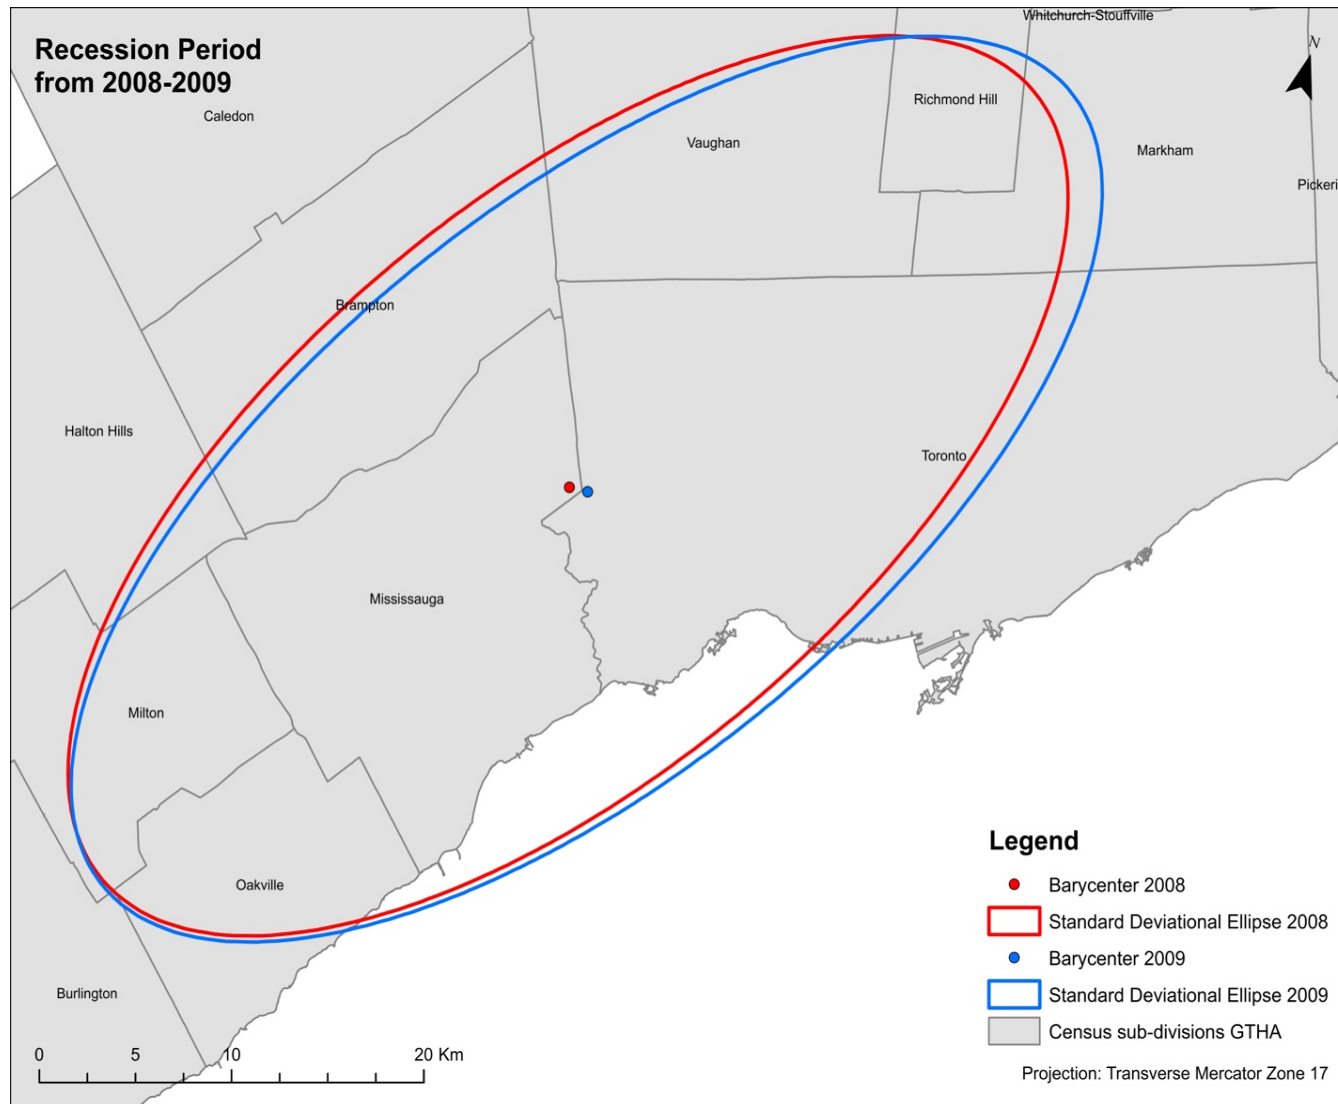 Recession Period
from 2008-2009
Whitchurch-Stouffville
N
Caledon
Richmond Hill
Vaughan
Markham
Pickeri
Brampton
Halton Hills
Toronto
Mississauga
Milton
Oakville
Burlington
Legend
Barycenter 2008
Standard Deviational Ellipse 2008
Barycenter 2009
Standard Deviational Ellipse 2009
Census sub-divisions GTHA
0 5 10 20 Km
Projection: Transverse Mercator Zone 17